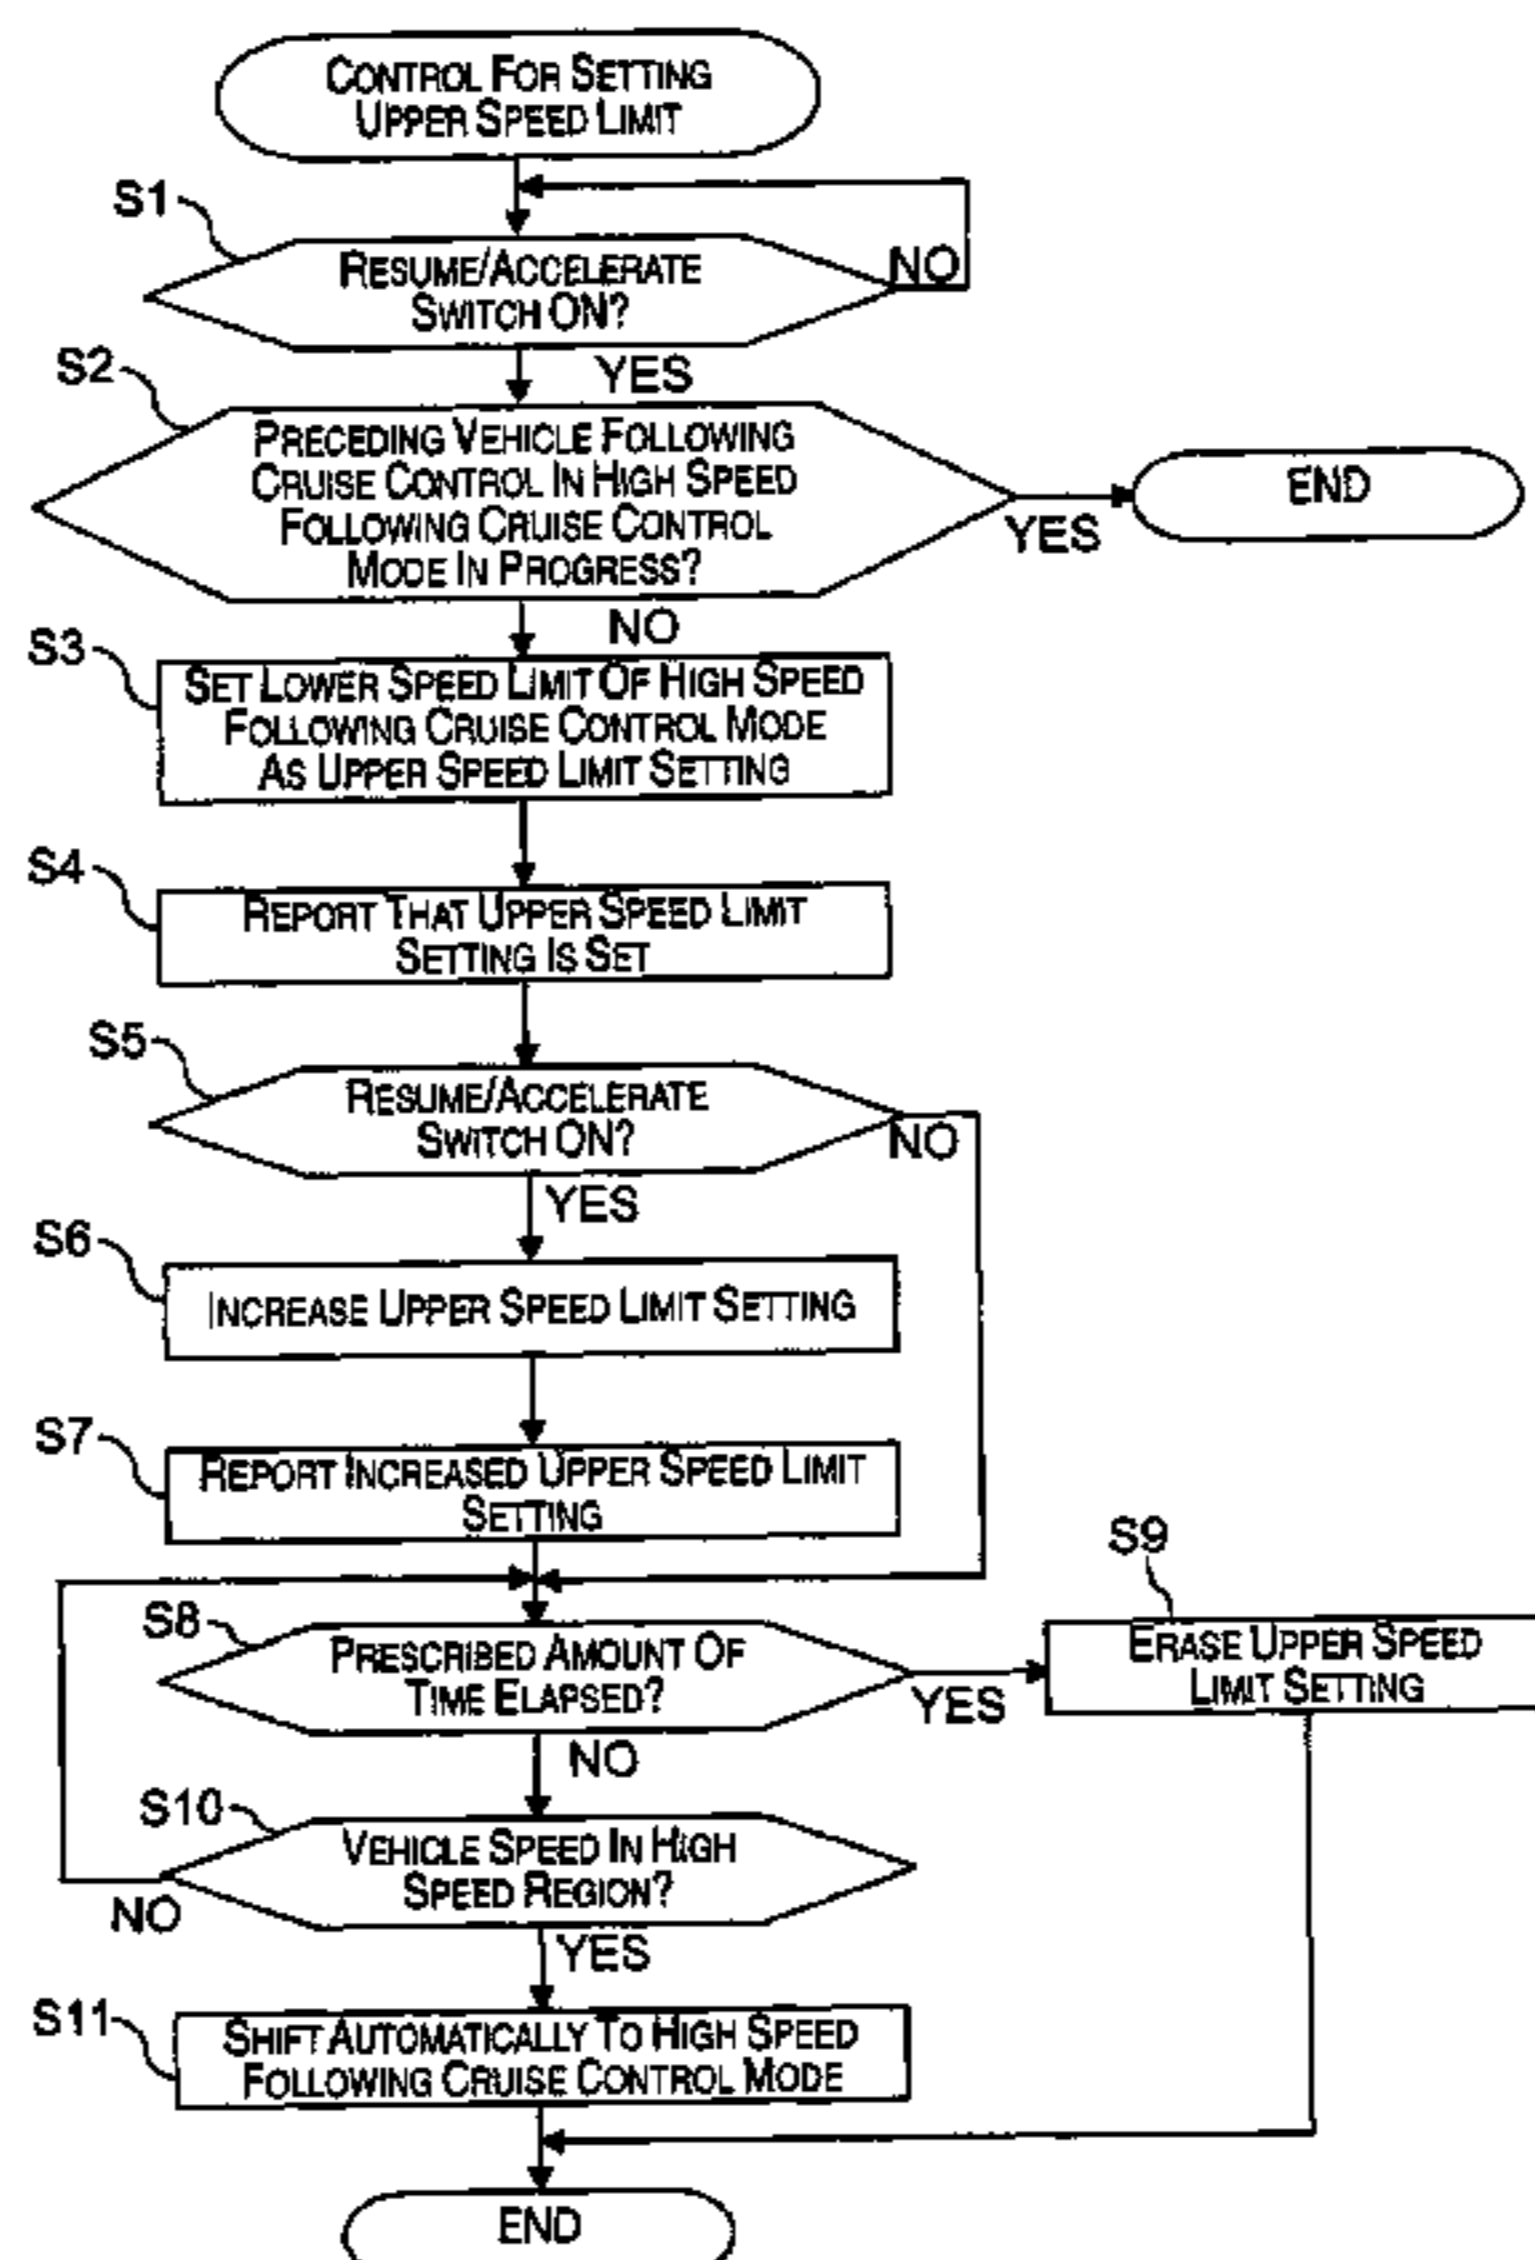 CONTROL FOR SETTING
UPPER SPEED LIMIT
S1
RESUME/ACCELERATE
SWITCH ON?
NO
YES
S2
PRECEDING VEHICLE FOLLOWING
CRUISE CONTROL IN HIGH SPEED
FOLLOWING CRUISE CONTROL
MODE IN PROGRESS?
YES
END
NO
S3
SET LOWER SPEED LIMIT OF HIGH SPEED
FOLLOWING CRUISE CONTROL MODE
AS UPPER SPEED LIMIT SETTING
S4
REPORT THAT UPPER SPEED LIMIT
SETTING IS SET
S5
RESUME/ACCELERATE
SWITCH ON?
NO
YES
S6
INCREASE UPPER SPEED LIMIT SETTING
S7
REPORT INCREASED UPPER SPEED LIMIT
SETTING
S8
PRESCRIBED AMOUNT OF
TIME ELAPSED?
YES
S9
ERASE UPPER SPEED
LIMIT SETTING
NO
S10
VEHICLE SPEED IN HIGH
SPEED REGION?
NO
YES
S11
SHIFT AUTOMATICALLY TO HIGH SPEED
FOLLOWING CRUISE CONTROL MODE
END